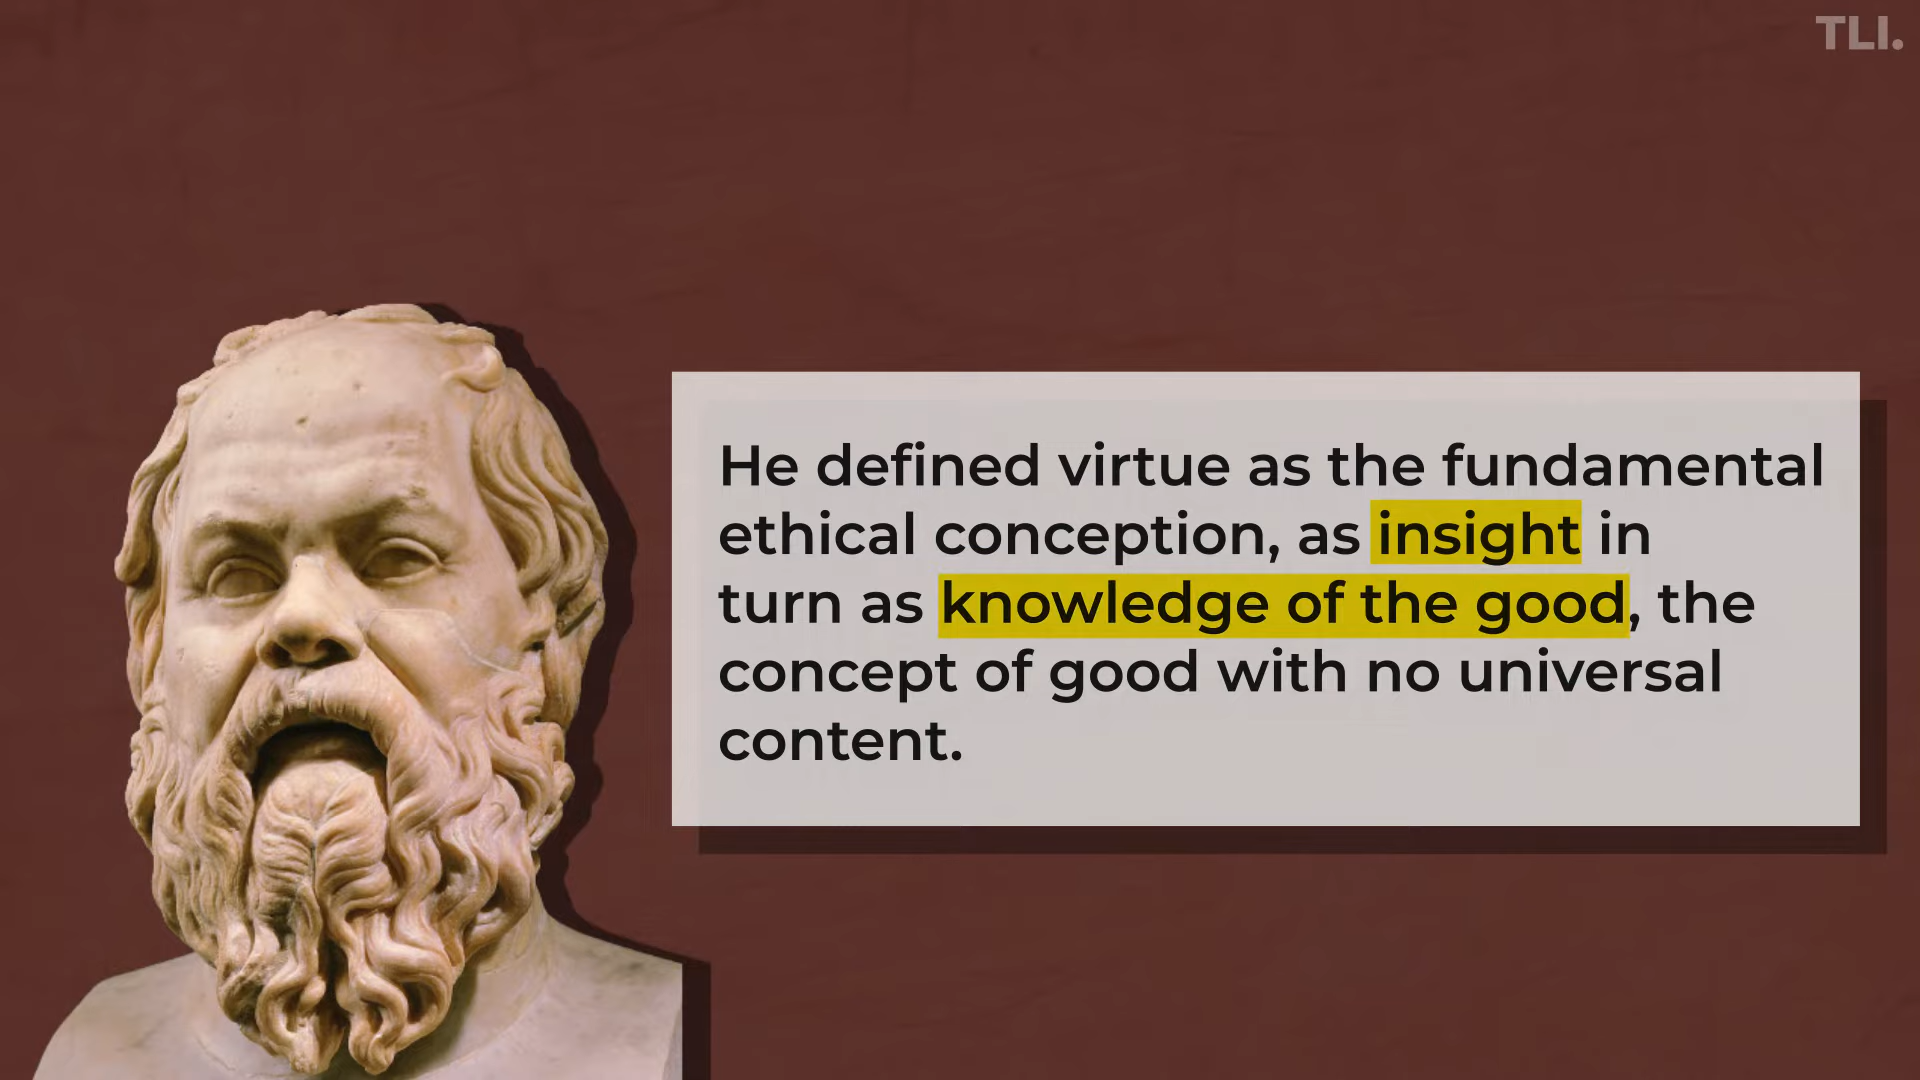 TLI.
He defined virtue as the fundamental
ethical conception, as insight in
turn as knowledge of the good, the
concept of good with no universal
content.